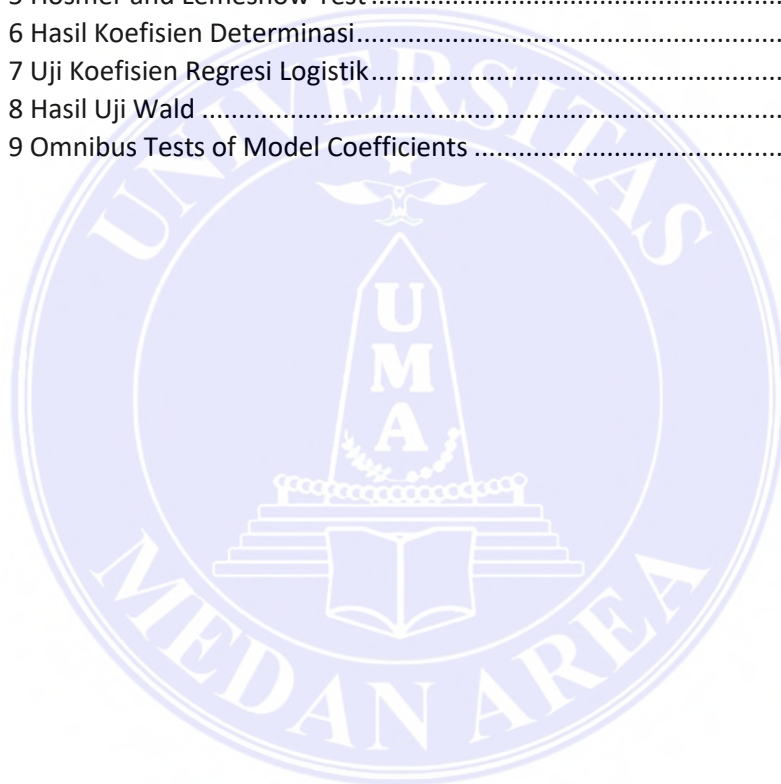 5 Hosmer and Lemeshow Test................................................................
6 Hasil Koefisien Determinasi................................................................
7 Uji Koefisien Regresi Logistik................................................................
8 Hasil Uji Wald ................................................................
9 Omnibus Tests of Model Coefficients ................................................................
UNIVERSITAS
UMA
MEDAN AREA